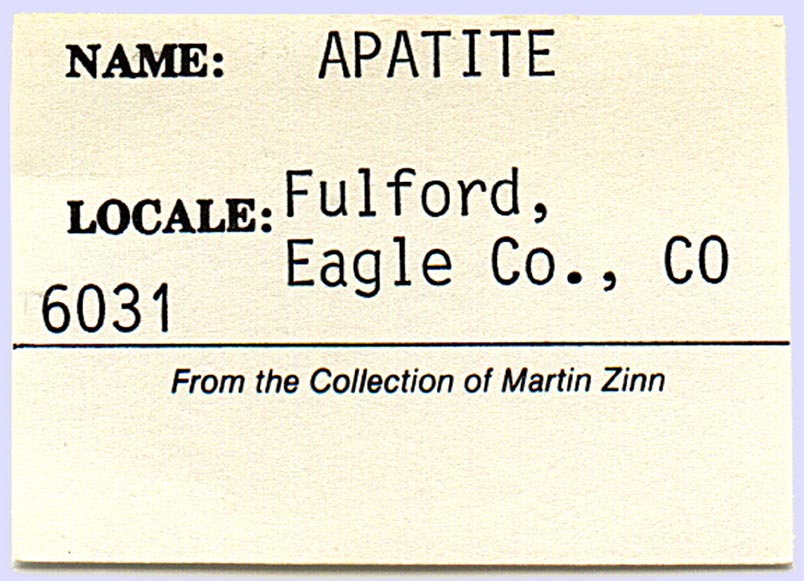 NAME: APATITE
LOCALE: Fulford,
Eagle Co., CO
6031
From the Collection of Martin Zinn